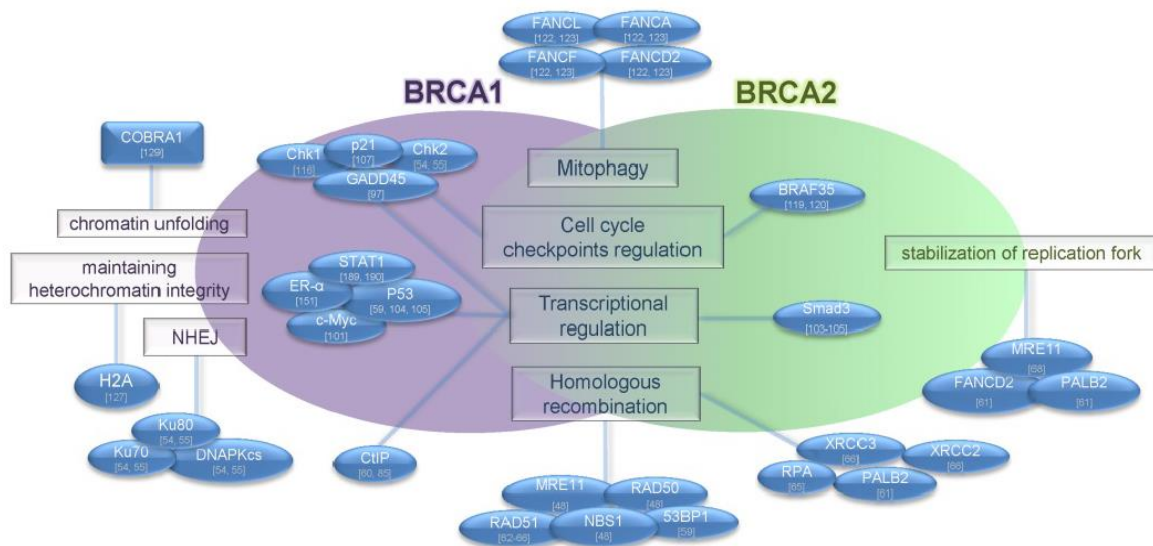 FANCL
[122, 123]
FANCA
[122, 123]
FANCF
[122, 123]
FANCD2
[122, 123]
BRCA1
BRCA2
COBRA1
[129]
Chk1
[116]
p21
[107]
Chk2
[54, 55]
GADD45
[97]
Mitophagy
BRAF35
[119, 120]
chromatin unfolding
Cell cycle
checkpoints regulation
stabilization of replication fork
maintaining
heterochromatin integrity
STAT1
[189, 190]
ER-α
[151]
P53
[59, 104, 105]
c-Myc
[101]
Transcriptional
regulation
Smad3
[103-105]
NHEJ
MRE11
[68]
FANCD2
[61]
PALB2
[61]
H2A
[127]
Homologous
recombination
Ku80
[54, 55]
Ku70
[54, 55]
DNAPKcs
[54, 55]
CtIP
[60, 85]
XRCC3
[66]
XRCC2
[66]
RPA
[65]
PALB2
[61]
MRE11
[48]
RAD50
[48]
RAD51
[62-66]
NBS1
[48]
53BP1
[59]